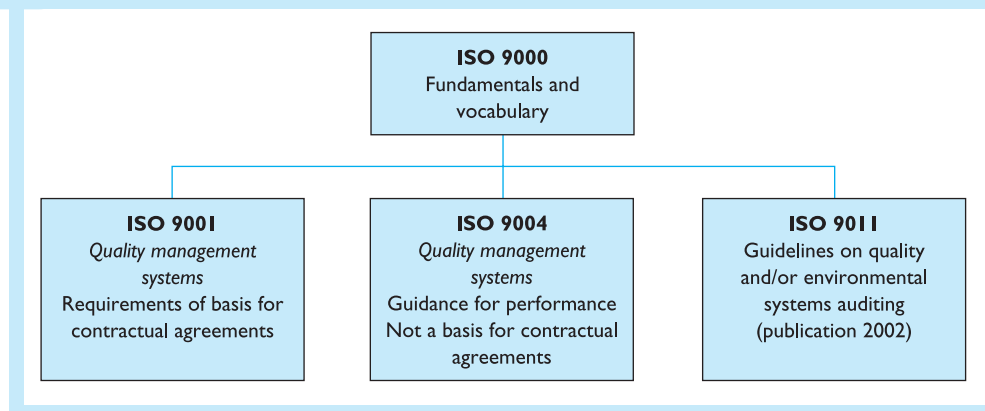 ISO 9000
Fundamentals and
vocabulary
ISO 9001
Quality management
systems
Requirements of basis for
contractual agreements
ISO 9004
Quality management
systems
Guidance for performance
Not a basis for contractual
agreements
ISO 9011
Guidelines on quality
and/or environmental
systems auditing
(publication 2002)